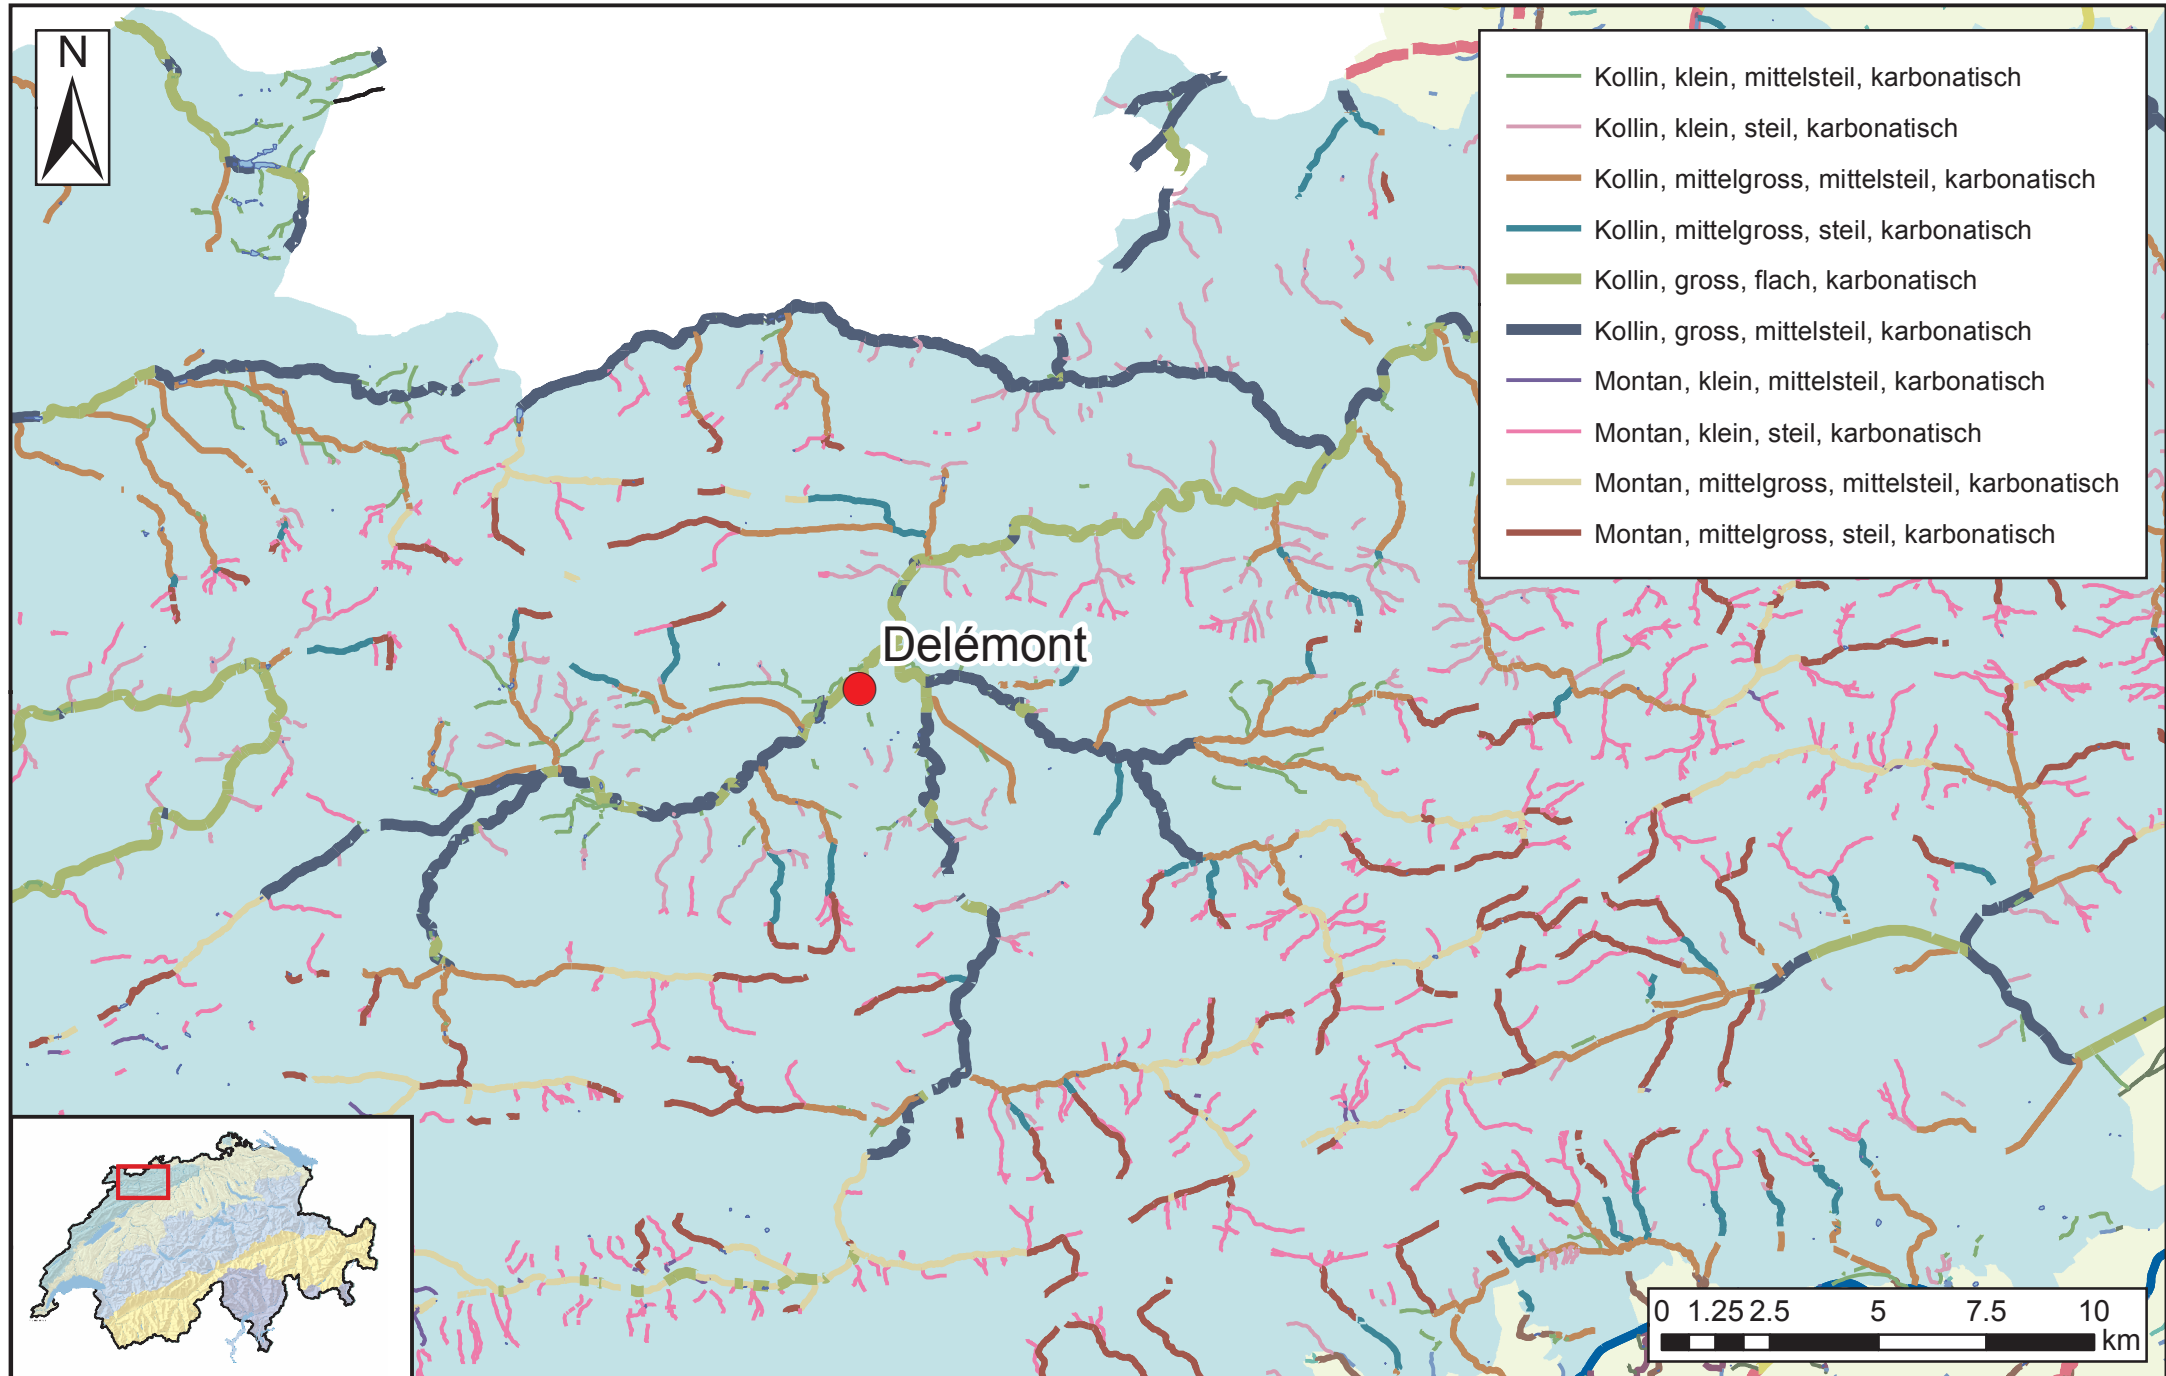 N
Kollin, klein, mittelsteil, karbonatisch
Kollin, klein, steil, karbonatisch
Kollin, mittelgross, mittelsteil, karbonatisch
Kollin, mittelgross, steil, karbonatisch
Kollin, gross, flach, karbonatisch
Kollin, gross, mittelsteil, karbonatisch
Montan, klein, mittelsteil, karbonatisch
Montan, klein, steil, karbonatisch
Montan, mittelgross, mittelsteil, karbonatisch
Montan, mittelgross, steil, karbonatisch
Delémont
0 1.25 2.5 5 7.5 10
km